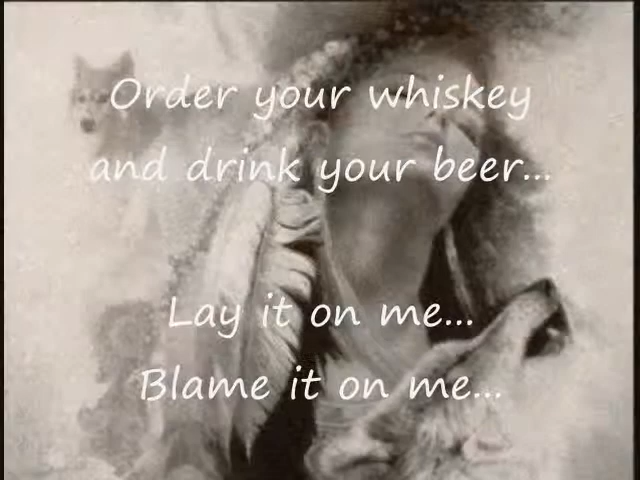 Order your whiskey
and drink your beer...
Lay it on me...
Blame it on me...